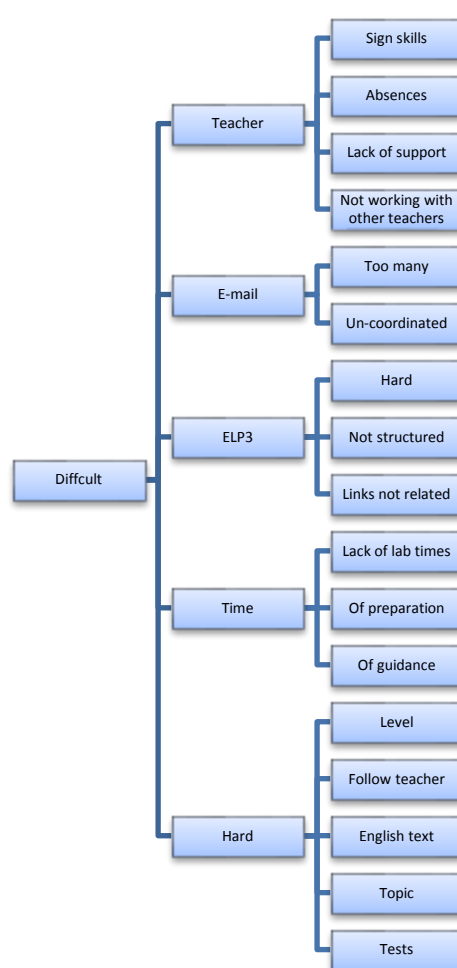 Sign skills
Absences
Teacher
Lack of support
Not working with
other teachers
Too many
E-mail
Un-coordinated
Hard
ELP3
Not structured
Links not related
Diffcult
Lack of lab times
Time
Of preparation
Of guidance
Level
Follow teacher
Hard
English text
Topic
Tests